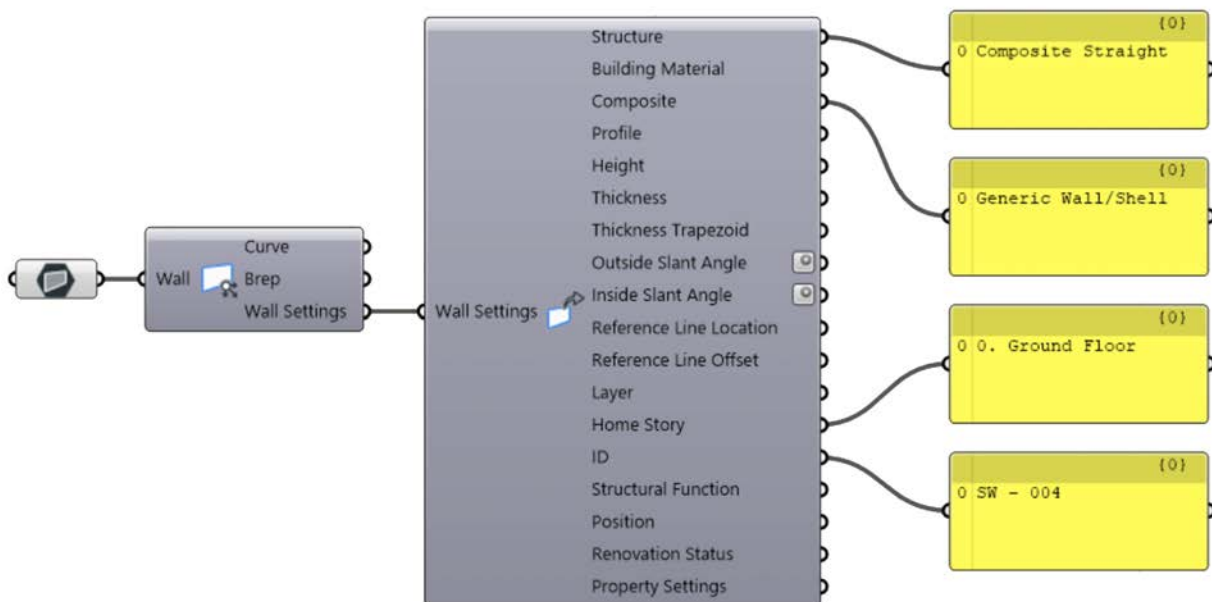 Wall
Curve
Brep
Wall Settings
Wall Settings
Structure
Building Material
Composite
Profile
Height
Thickness
Thickness Trapezoid
Outside Slant Angle
Inside Slant Angle
Reference Line Location
Reference Line Offset
Layer
Home Story
ID
Structural Function
Position
Renovation Status
Property Settings
{0}
0 Composite Straight
{0}
0 Generic Wall/Shell
{0}
0 0. Ground Floor
{0}
0 SW - 004